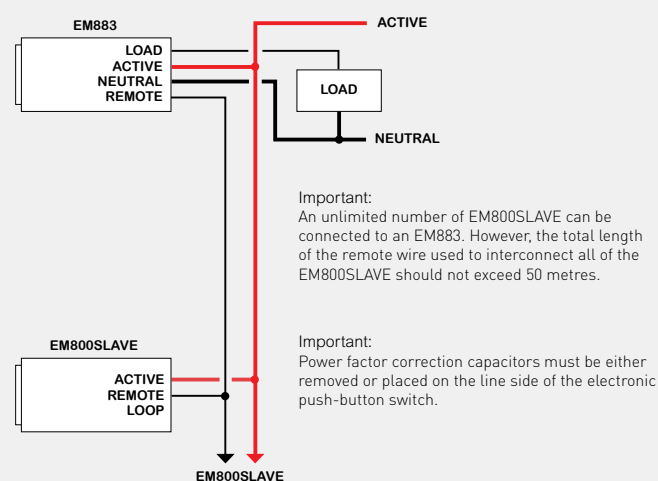 EM883
ACTIVE
LOAD
ACTIVE
NEUTRAL
REMOTE
LOAD
NEUTRAL
Important:
An unlimited number of EM800SLAVE can be
connected to an EM883. However, the total length
of the remote wire used to interconnect all of the
EM800SLAVE should not exceed 50 metres.
EM800SLAVE
ACTIVE
REMOTE
LOOP
Important:
Power factor correction capacitors must be either
removed or placed on the line side of the electronic
push-button switch.
EM800SLAVE